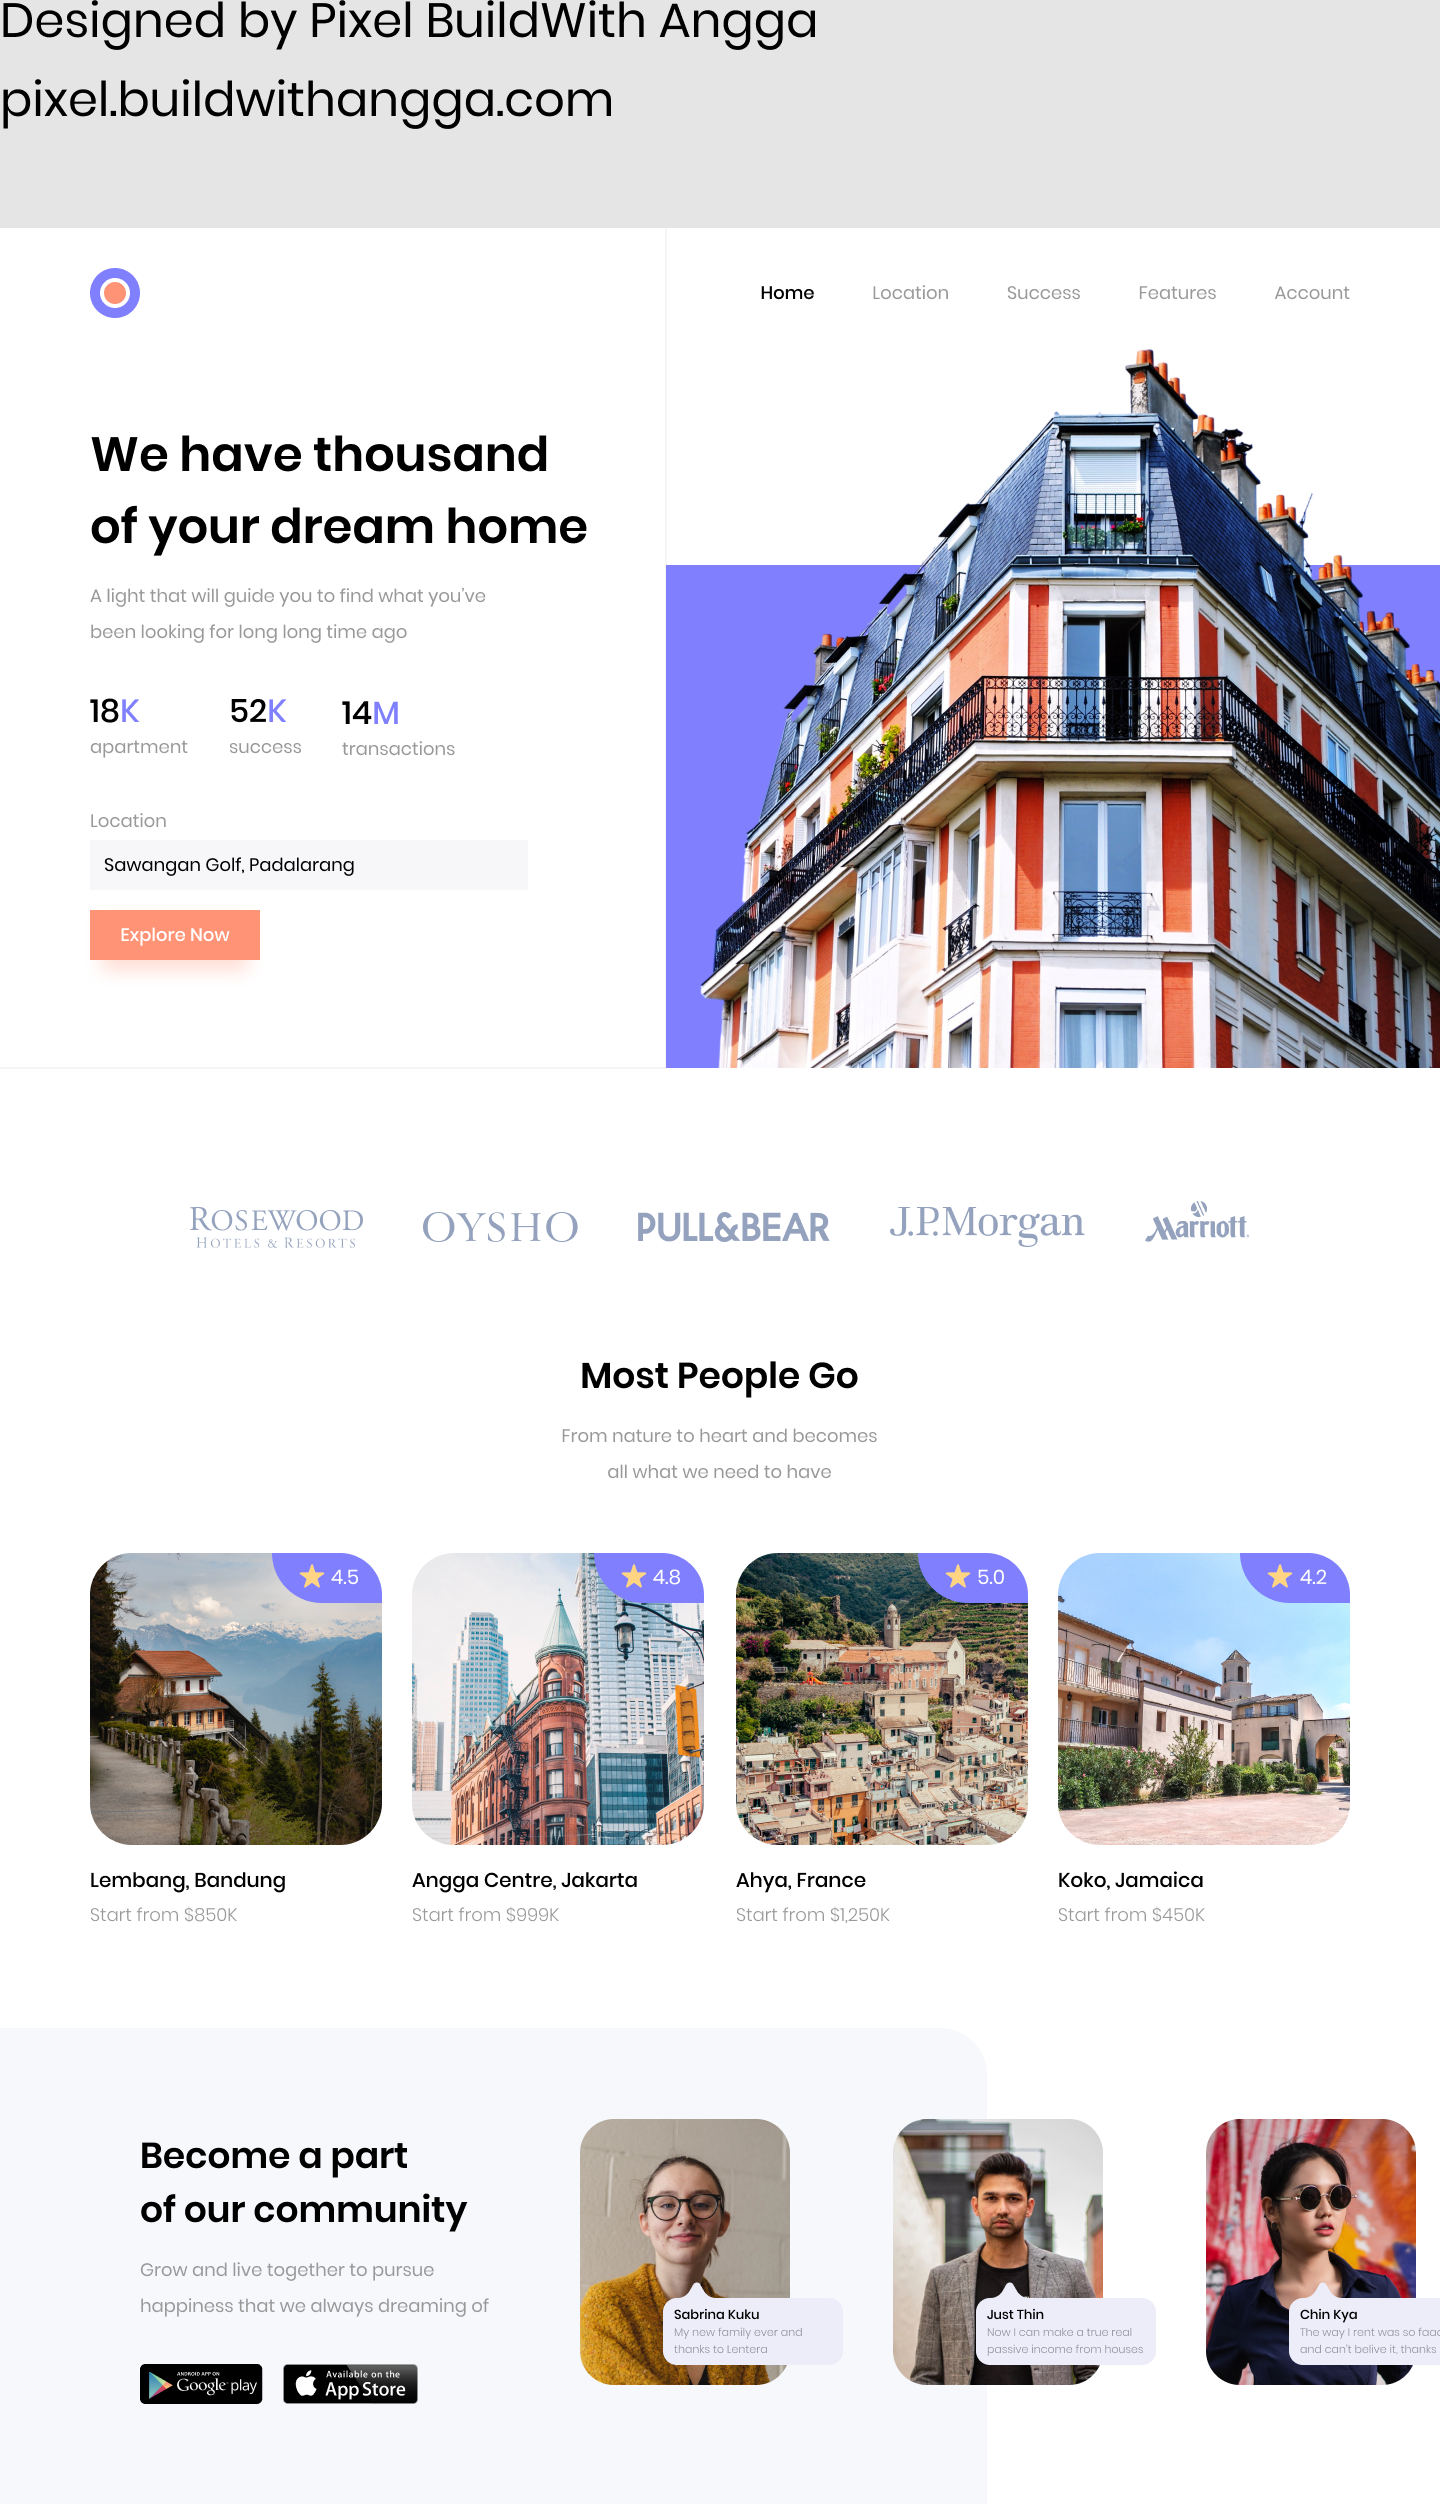 Designed by Pixel BuildWith Angga
pixel.buildwithangga.com
Home Location Success Features Account
We have thousand
of your dream home
A light that will guide you to find what you've
been looking for long long time ago
18K 52K 14M
apartment success transactions
Location
Sawangan Golf, Padalarang
Explore Now
ROSEWOOD
HOTELS & RESORTS
OYSHO
PULL&BEAR
J.P.Morgan
Marriott
Most People Go
From nature to heart and becomes
all what we need to have
4.5 4.8 5.0 4.2
Lembang, Bandung Angga Centre, Jakarta Ahya, France Koko, Jamaica
Start from $850K Start from $999K Start from $1,250K Start from $450K
Become a part
of our community
Grow and live together to pursue
happiness that we always dreaming of
ANDROID APP ON
Google play
Available on the
App Store
Sabrina Kuku
My new family ever and
thanks to Lentera
Just Thin
Now I can make a true real
passive income from houses
Chin Kya
The way I rent was so
and can't belive it, thanks